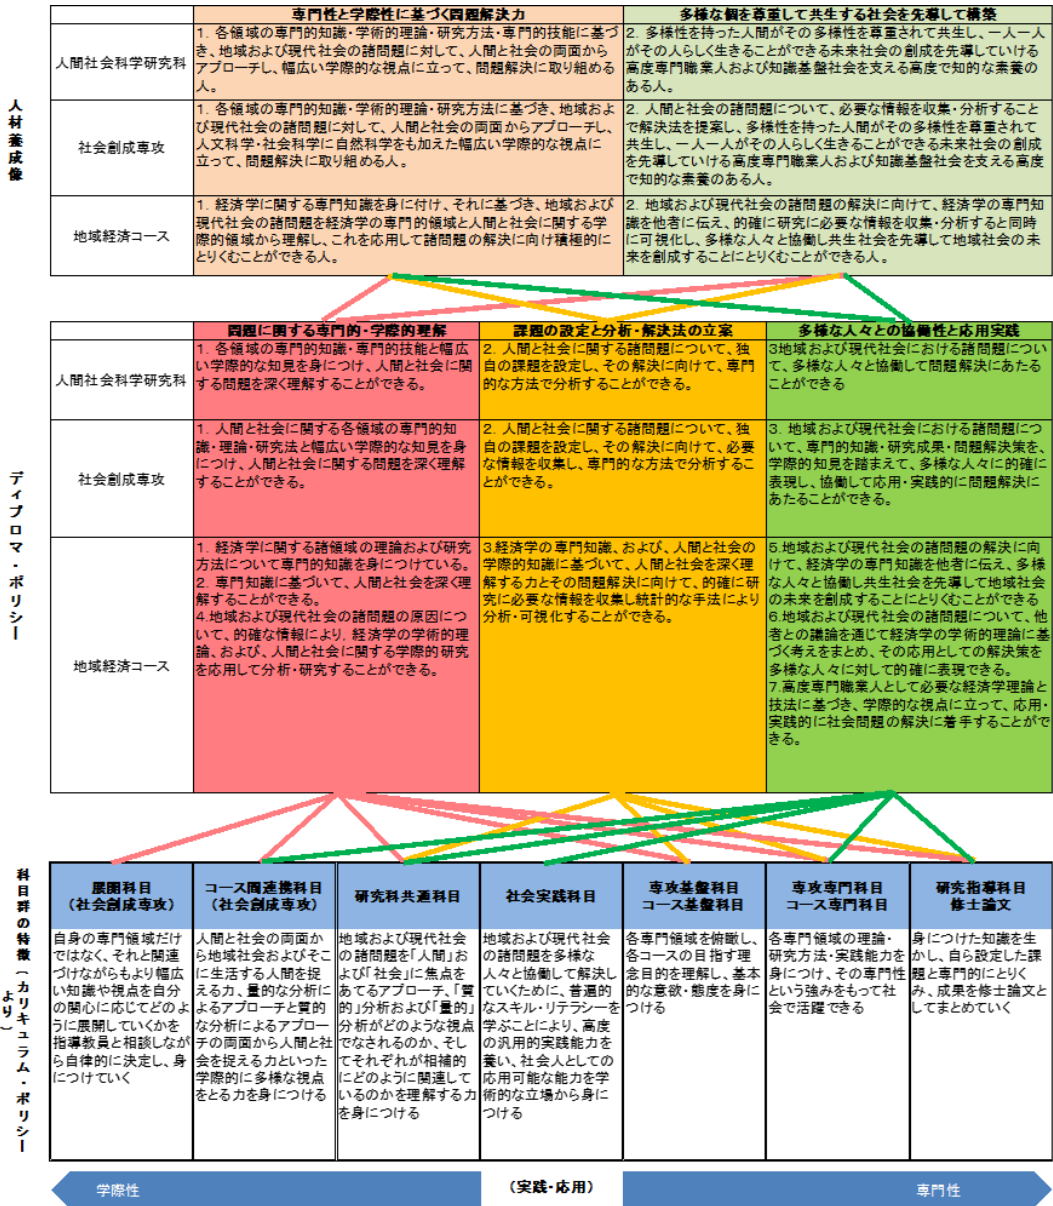 人材養成像
専門性と学際性に基づく問題解決力
多様な個を尊重して共生する社会を先導して構築
人間社会科学研究科
1. 各領域の専門的知識・学術的理論・研究方法・専門的技能に基づ
き、地域および現代社会の諸問題に対して、人間と社会の両面から
アプローチし、幅広い学際的な視点に立って、問題解決に取り組める
人。
2. 多様性を持った人間がその多様性を尊重されて共生し、一人一人
がその人らしく生きることができる未来社会の創成を先導していける
高度専門職業人および知識基盤社会を支える高度で知的な素養の
ある人。
社会創成専攻
1. 各領域の専門的知識・学術的理論・研究方法に基づき、地域およ
び現代社会の諸問題に対して、人間と社会の両面からアプローチし、
人文科学・社会科学に自然科学をも加えた幅広い学際的な視点に
立って、問題解決に取り組める人。
2. 人間と社会の諸問題について、必要な情報を収集・分析すること
で解決法を提案し、多様性を持った人間がその多様性を尊重されて
共生し、一人一人がその人らしく生きることができる未来社会の創成
を先導していける高度専門職業人および知識基盤社会を支える高度
で知的な素養のある人。
地域経済コース
1. 経済学に関する専門知識を身に付け、それに基づき、地域および
現代社会の諸問題を経済学の専門的領域と人間と社会に関する学
際的領域から理解し、これを応用して諸問題の解決に向け積極的に
とりくむことができる人。
2. 地域および現代社会の諸問題の解決に向けて、経済学の専門知
識を他者に伝え、的確に研究に必要な情報を収集・分析すると同時
に可視化し、多様な人々と協働し共生社会を先導して地域社会の未
来を創成することにとりくむことができる人。
ディプロマ・ポリシー
問題に関する専門的・学際的理解
課題の設定と分析・解決法の立案
多様な人々との協働性と応用実践
人間社会科学研究科
1. 各領域の専門的知識・専門的技能と幅広
い学際的な知見を身につけ、人間と社会に関
する問題を深く理解することができる。
2. 人間と社会に関する諸問題について、独
自の課題を設定し、その解決に向けて、専門
的な方法で分析することができる。
3地域および現代社会における諸問題につい
て、多様な人々と協働して問題解決にあたる
ことができる
社会創成専攻
1. 人間と社会に関する各領域の専門的知
識・理論・研究法と幅広い学際的な知見を身
につけ、人間と社会に関する問題を深く理解
することができる。
2. 人間と社会に関する諸問題について、独
自の課題を設定し、その解決に向けて、必要
な情報を収集し、専門的な方法で分析するこ
とができる。
3. 地域および現代社会における諸問題につ
いて、専門的知識・研究成果・問題解決策を、
学際的知見を踏まえて、多様な人々に的確に
表現し、協働して応用・実践的に問題解決に
あたることができる。
地域経済コース
1. 経済学に関する諸領域の理論および研究
方法について専門的知識を身につけている。
2. 専門知識に基づいて、人間と社会を深く理
解することができる。
4.地域および現代社会の諸問題の原因につ
いて、的確な情報により, 経済学の学術的理
論、および、人間と社会に関する学際的研究
を応用して分析・研究することができる。
3.経済学の専門知識、および、人間と社会の
学際的知識に基づいて、人間と社会を深く理
解する力とその問題解決に向けて、的確に研
究に必要な情報を収集し統計的な手法により
分析・可視化することができる。
5.地域および現代社会の諸問題の解決に向
けて、経済学の専門知識を他者に伝え、多様
な人々と協働し共生社会を先導して地域社会
の未来を創成することにとりくむことができる
6.地域および現代社会の諸問題について、他
者との議論を通じて経済学の学術的理論に基
づく考えをまとめ、その応用としての解決策を
多様な人々に対して的確に表現できる。
7.高度専門職業人として必要な経済学理論と
技法に基づき、学際的な視点に立って、応用・
実践的に社会問題の解決に着手することがで
きる。
科目群の特徴（カリキュラム・ポリシー
より）
展開科目
（社会創成専攻）
コース間連携科目
（社会創成専攻）
研究科共通科目
社会実践科目
専攻基盤科目
コース基盤科目
専攻専門科目
コース専門科目
研究指導科目
修士論文
自身の専門領域だけ
ではなく、それと関連
づけながらもより幅広
い知識や視点を自分
の関心に応じてどのよ
うに展開していくかを
指導教員と相談しなが
ら自律的に決定し、身
につけていく
人間と社会の両面か
ら地域社会およびそこ
に生活する人間を捉
える力、量的な分析に
よるアプローチと質的
な分析によるアプロー
チの両面から人間と社
会を捉える力といった
学際的に多様な視点
をとる力を身につける
地域および現代社会
の諸問題を「人間」お
よび「社会」に焦点を
あてるアプローチ、「質
的」分析および「量的」
分析がどのような視点
でなされるのか、そし
てそれぞれが相補的
にどのように関連して
いるのかを理解する力
を身につける
地域および現代社会
の諸問題を多様な
人々と協働して解決し
ていくために、普遍的
なスキル・リテラシーを
学ぶことにより、高度
の汎用的実践能力を
養い、社会人としての
応用可能な能力を学
術的な立場から身に
つける
各専門領域を俯瞰し、
各コースの目指す理
念目的を理解し、基本
的な意欲・態度を身に
つける
各専門領域の理論・
研究方法・実践能力を
身につけ、その専門性
という強みをもって社
会で活躍できる
身につけた知識を生
かし、自ら設定した課
題と専門的にとりく
み、成果を修士論文と
してまとめていく
学際性
（実践・応用）
専門性